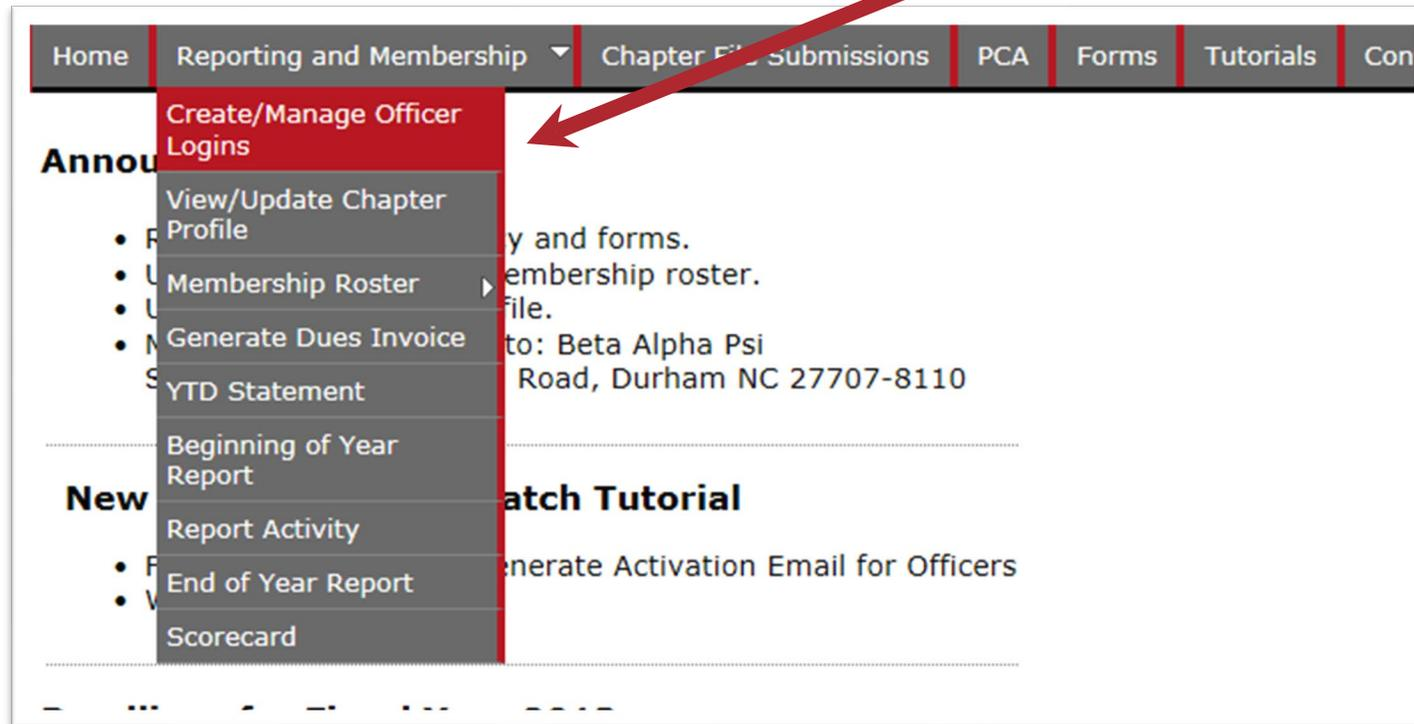 Home Reporting and Membership Chapter File Submissions PCA Forms Tutorials Con
Create/Manage Officer
Logins
View/Update Chapter
Profile
Membership Roster
Generate Dues Invoice
YTD Statement
Beginning of Year
Report
Report Activity
End of Year Report
Scorecard
Annou
y and forms.
embership roster.
file.
to: Beta Alpha Psi
Road, Durham NC 27707-8110
New atch Tutorial
enerate Activation Email for Officers